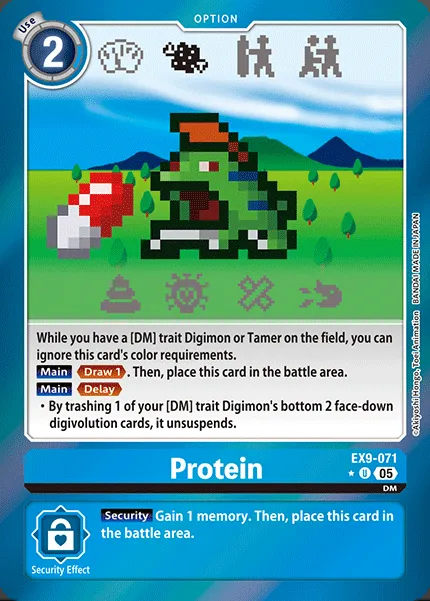 OPTION
Use
2
While you have a [DM] trait Digimon or Tamer on the field, you can
ignore this card's color requirements.
Main Draw 1. Then, place this card in the battle area.
Main Delay
・By trashing 1 of your [DM] trait Digimon's bottom 2 face-down
digivolution cards, it unsuspends.
©Akiyoshi Hongo, Toei Animation BANDAI MADE IN JAPAN
Protein
EX9-071
U 05
DM
Security Gain 1 memory. Then, place this card in
the battle area.
Security Effect